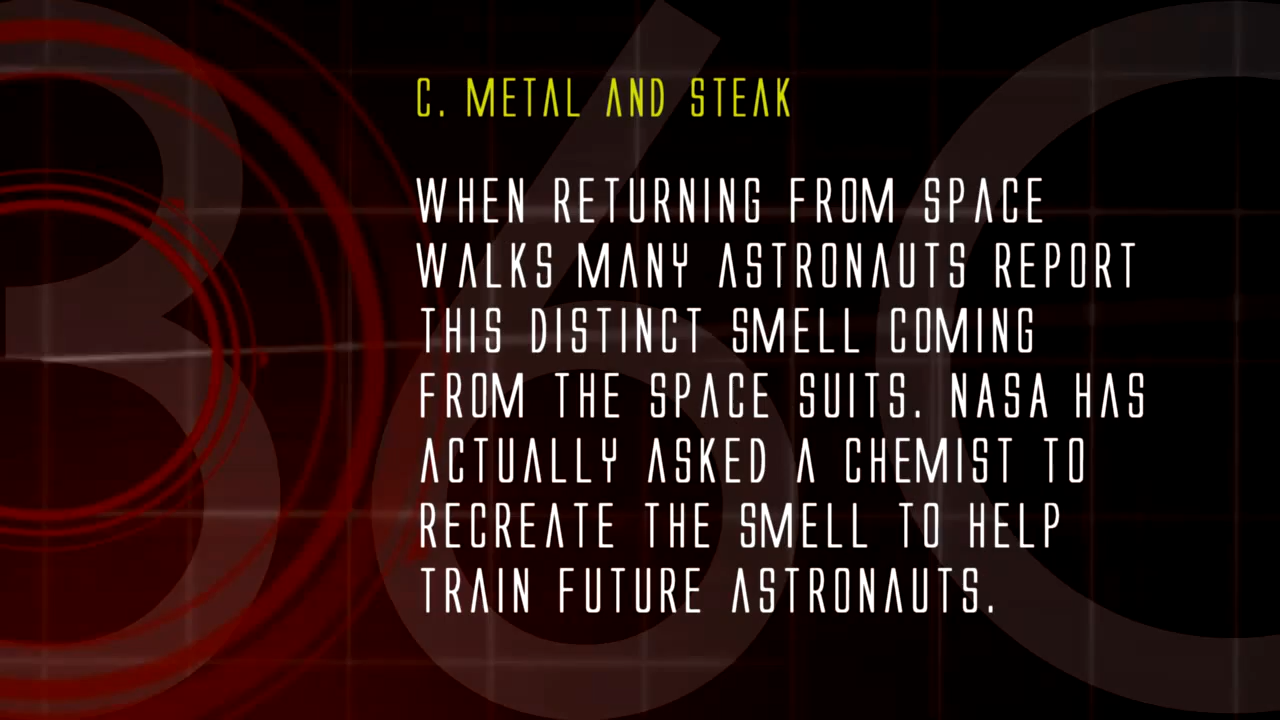 360
C. METAL AND STEAK
WHEN RETURNING FROM SPACE
WALKS MANY ASTRONAUTS REPORT
THIS DISTINCT SMELL COMING
FROM THE SPACE SUITS. NASA HAS
ACTUALLY ASKED A CHEMIST TO
RECREATE THE SMELL TO HELP
TRAIN FUTURE ASTRONAUTS.